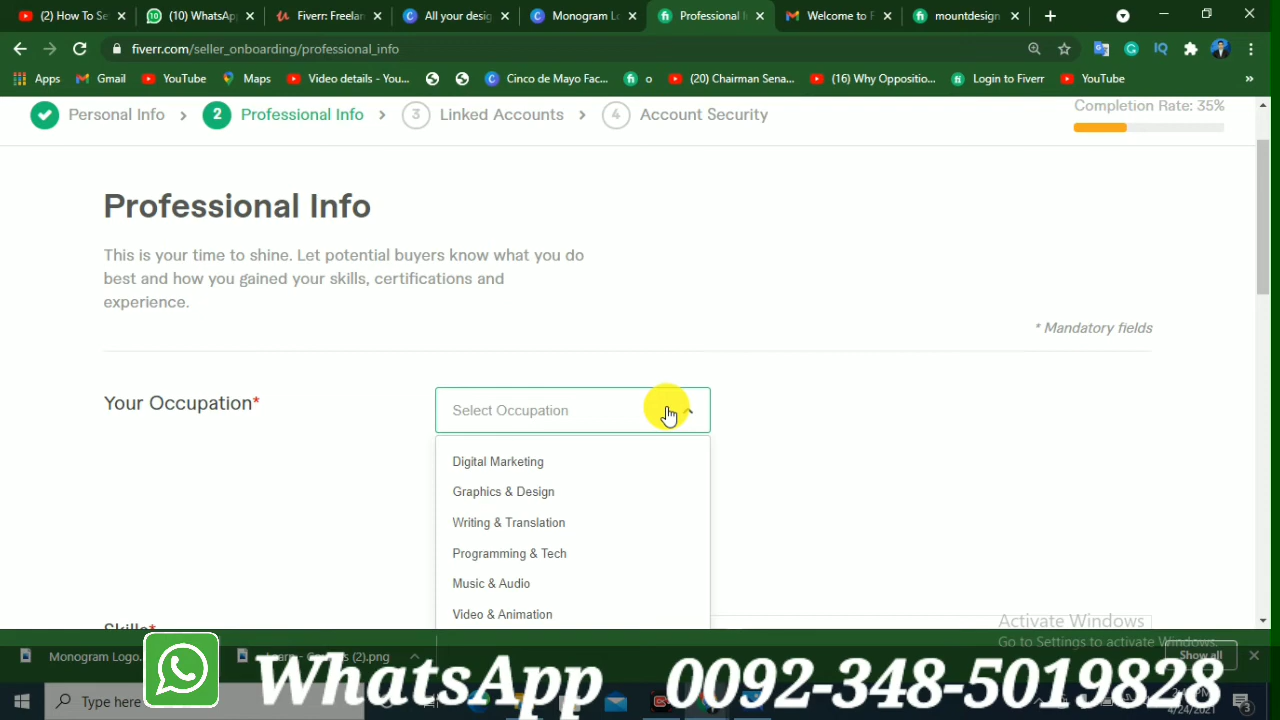 (2) How To Se
(10) WhatsAp
Fiverr: Freelan
All your desig
Monogram Lo
Professional I
Welcome to F
mountdesign
fiverr.com/seller_onboarding/professional_info
Apps
Gmail
YouTube
Maps
Video details - You...
Cinco de Mayo Fac...
o
(20) Chairman Sena...
(16) Why Oppositio...
Login to Fiverr
YouTube
»
Personal Info
2 Professional Info
3 Linked Accounts
4 Account Security
Completion Rate: 35%
Professional Info
This is your time to shine. Let potential buyers know what you do
best and how you gained your skills, certifications and
experience.
* Mandatory fields
Your Occupation*
Select Occupation
Digital Marketing
Graphics & Design
Writing & Translation
Programming & Tech
Music & Audio
Video & Animation
Skills*
Activate Windows
Go to Settings to activate Windows.
Monogram Logo.
(2).png
Show all
Type here
WhatsApp 0092-348-5019828
4/24/2021
3